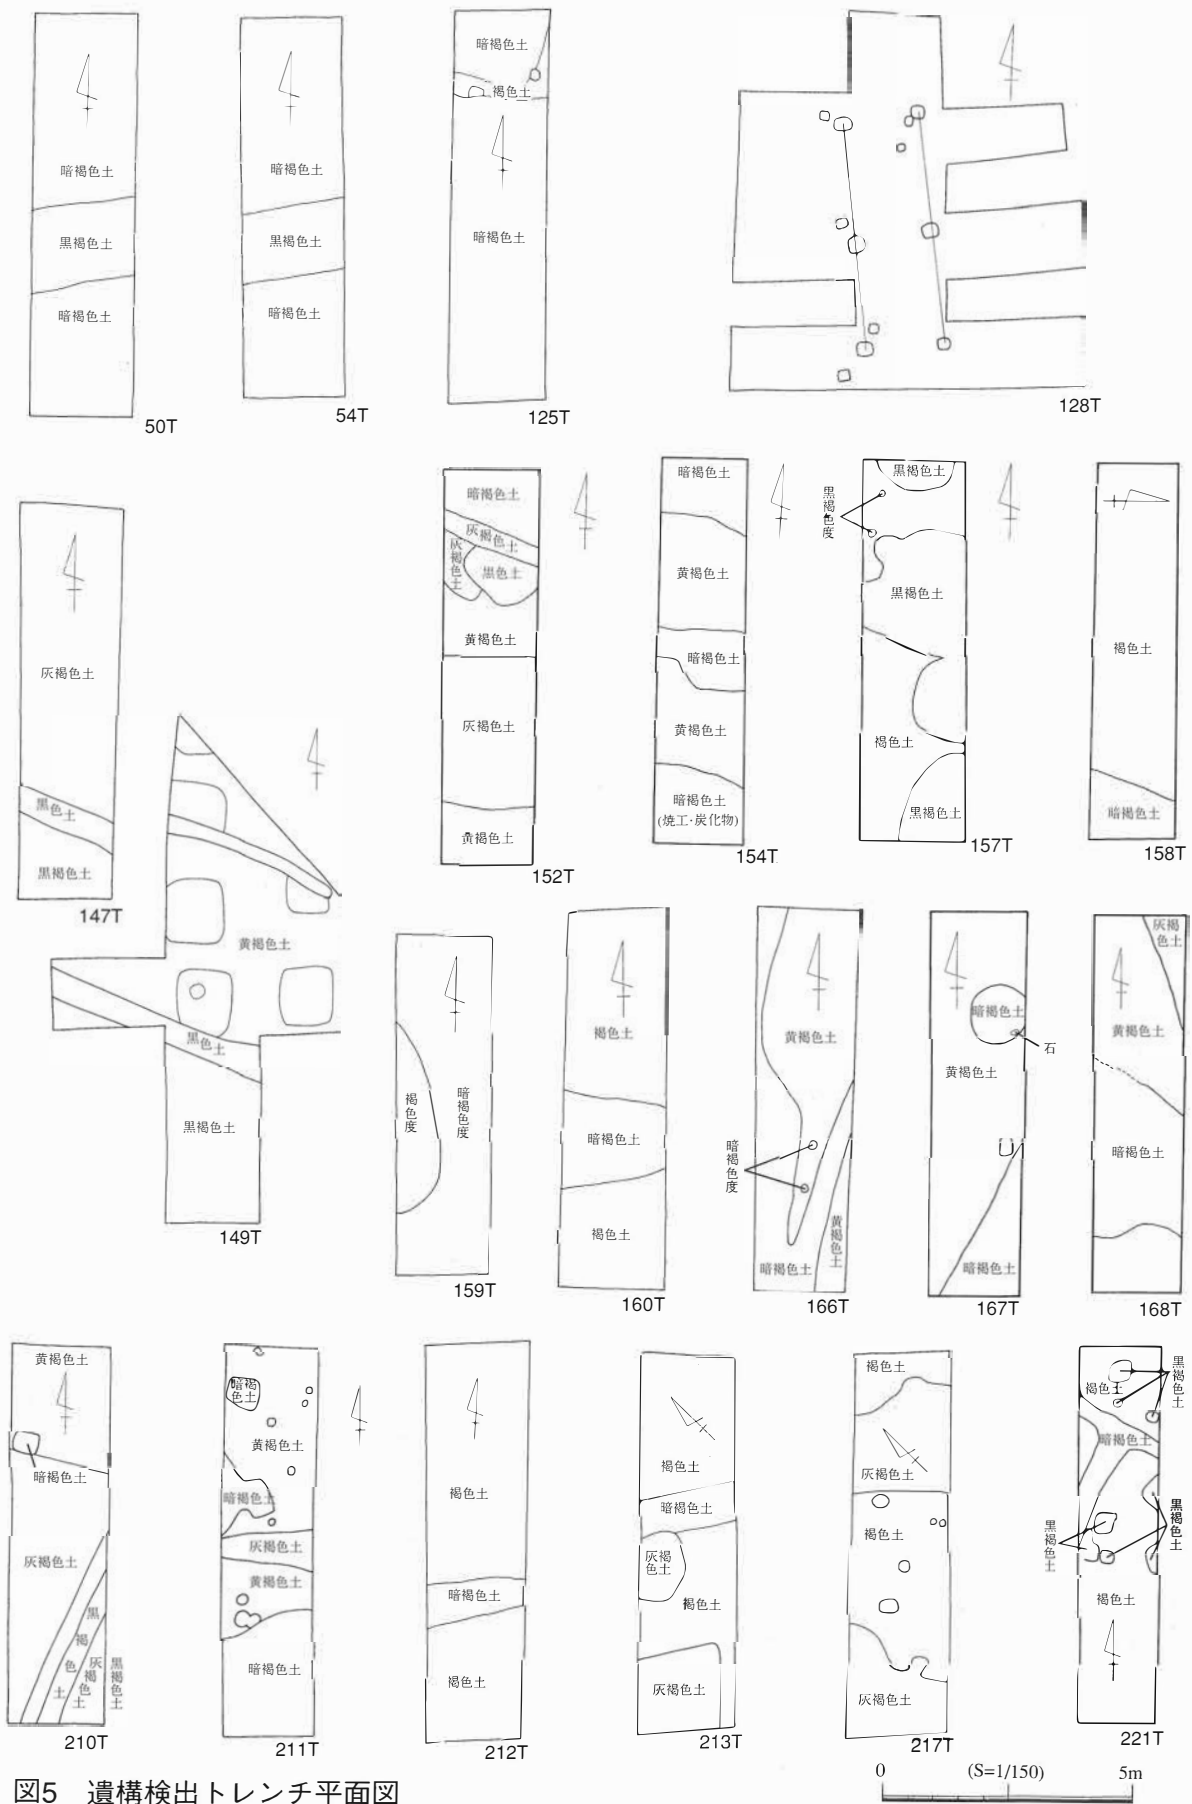 暗褐色土
黒褐色土
暗褐色土
50T
暗褐色土
黒褐色土
暗褐色土
54T
暗褐色土
褐色土
暗褐色土
125T
128T
灰褐色土
黒色土
黒褐色土
147T
黄褐色土
黒色土
黒褐色土
149T
暗褐色土
灰褐色土
灰褐色土
黒色土
黄褐色土
灰褐色土
黄褐色土
152T
暗褐色土
黄褐色土
暗褐色土
黄褐色土
暗褐色土
(焼工·炭化物)
154T
黒褐色土
黒褐色度
黒褐色土
褐色土
黒褐色土
157T
褐色土
暗褐色土
158T
褐色度
暗褐色度
159T
褐色土
暗褐色土
褐色土
160T
黄褐色土
暗褐色度
黄褐色土
暗褐色土
166T
暗褐色土
石
黄褐色土
暗褐色土
167T
灰褐
色土
黄褐色土
暗褐色土
168T
黄褐色土
暗褐色土
灰褐色土
黒褐色土
灰褐色土
黒褐色土
210T
暗褐
色土
黄褐色土
暗褐色土
灰褐色土
黄褐色土
暗褐色土
211T
褐色土
暗褐色土
褐色土
212T
褐色土
暗褐色土
灰褐
色土
褐色土
灰褐色土
213T
褐色土
灰褐色土
褐色土
灰褐色土
217T
黒褐色土
褐色土
暗褐色土
黒褐色土
黒褐色土
褐色土
221T
図5 遺構検出トレンチ平面図
0 (S=1/150) 5m